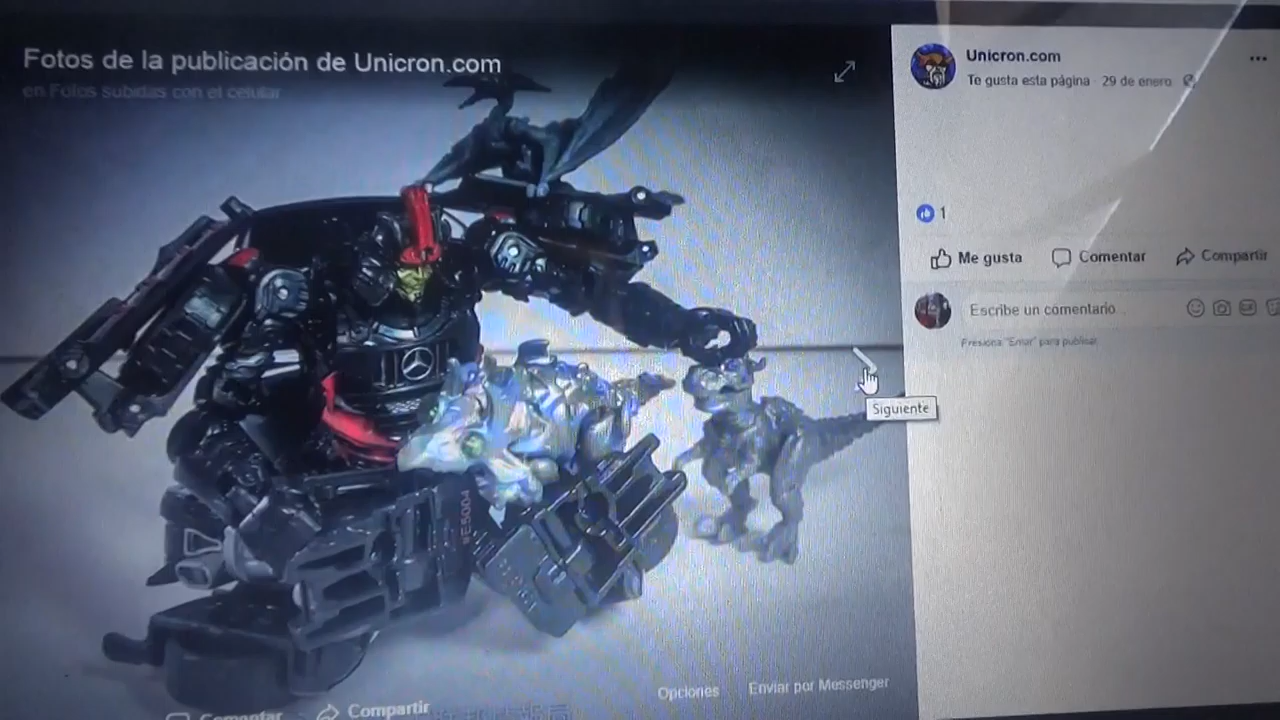 Fotos de la publicación de Unicron.com
en Fotos subidas con el celular
Unicron.com
Te gusta esta página · 29 de enero
1
Me gusta
Comentar
Compartir
Escribe un comentario...
Presiona "Entrar" para publicar.
Siguiente
#E5004
Opciones
Enviar por Messenger
Comentar
Compartir